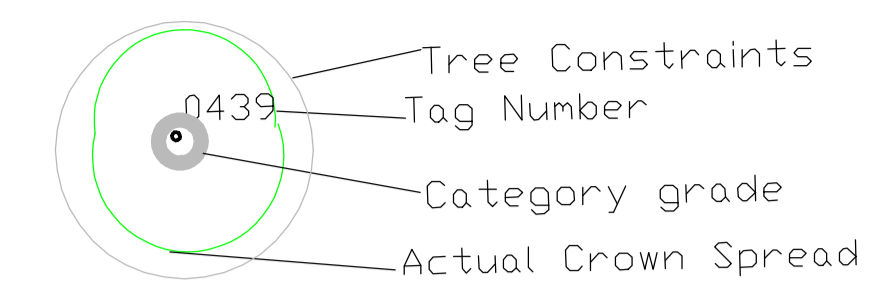 Tree Constraints
0439
Tag Number
Category grade
Actual Crown Spread